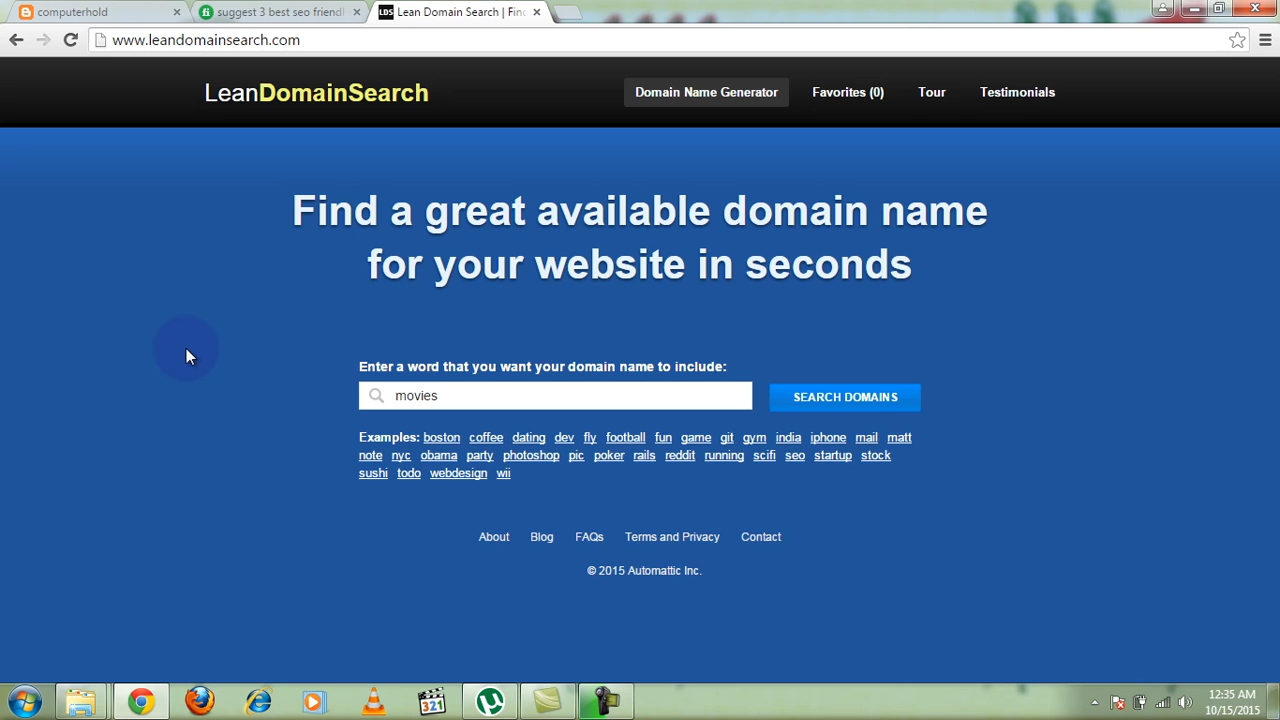 computerhold
suggest 3 best seo friendl
LDS Lean Domain Search | Find
www.leandomainsearch.com
LeanDomainSearch
Domain Name Generator Favorites (0) Tour Testimonials
Find a great available domain name
for your website in seconds
Enter a word that you want your domain name to include:
movies
SEARCH DOMAINS
Examples: boston coffee dating dev fly football fun game git gym india iphone mail matt
note nyc obama party photoshop pic poker rails reddit running scifi seo startup stock
sushi todo webdesign wii
About Blog FAQs Terms and Privacy Contact
© 2015 Automattic Inc.
321
12:35 AM
10/15/2015